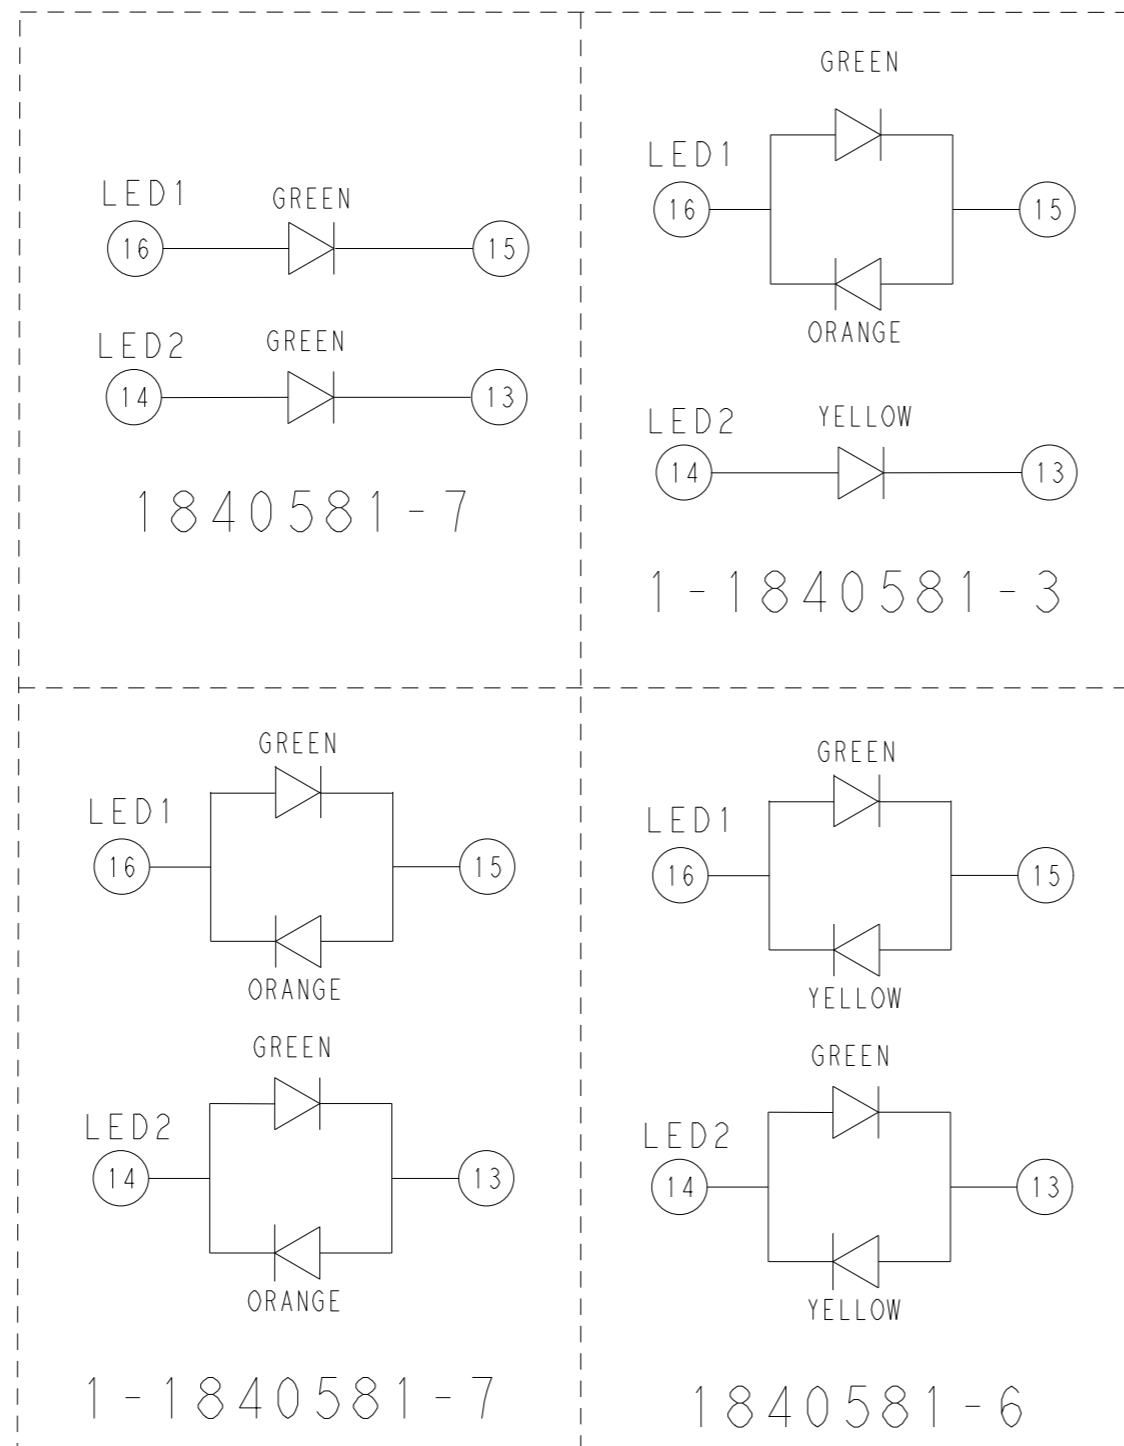 LED1
GREEN
16
15
LED2
GREEN
14
13
1840581-7
GREEN
LED1
16
15
ORANGE
LED2
YELLOW
14
13
1-1840581-3
GREEN
LED1
16
15
ORANGE
GREEN
LED2
14
13
ORANGE
1-1840581-7
GREEN
LED1
16
15
YELLOW
GREEN
LED2
14
13
YELLOW
1840581-6